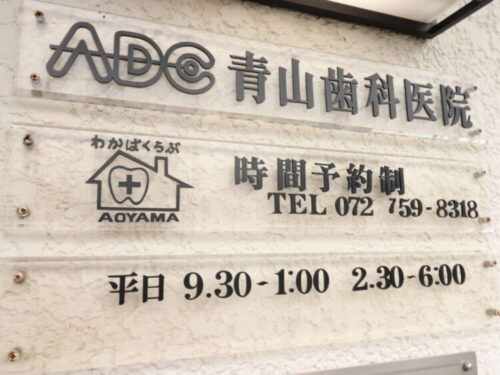 ADC 青山歯科医院
わかばくらぶ
AOYAMA
時間予約制
TEL 072 759-8318
平日 9.30-1:00 2.30-6:00